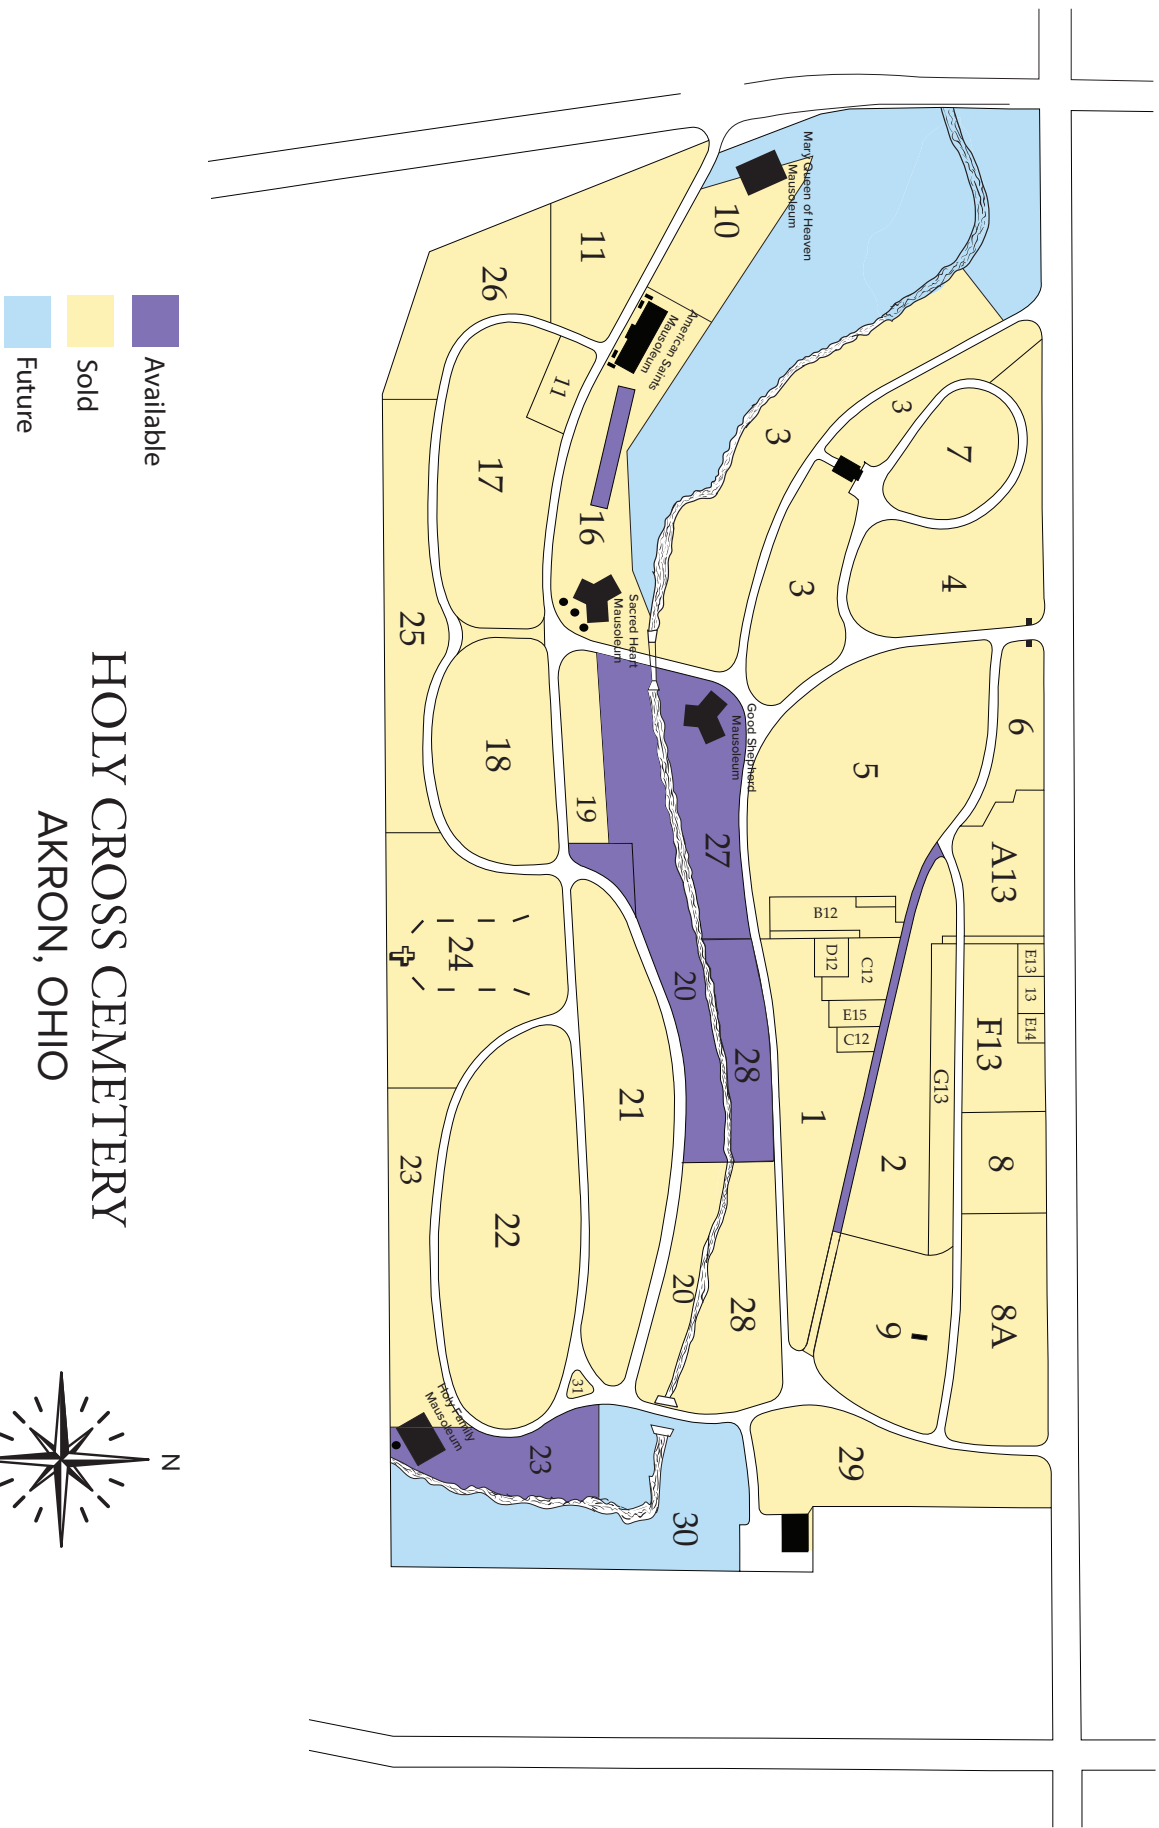 Mary Queen of Heaven
Mausoleum
10
11
26
American Saints
Mausoleum
11
17
16
3
3
7
3
4
25
Sacred Heart
Mausoleum
18
19
Good Shepherd
Mausoleum
27
5
6
A13
B12
D12
C12
E15
C12
E13
13
E14
F13
G13
24
20
28
21
1
2
8
23
22
20
28
9
8A
31
Holy Family
Mausoleum
23
30
29
Available
Sold
Future
HOLY CROSS CEMETERY
AKRON, OHIO
N